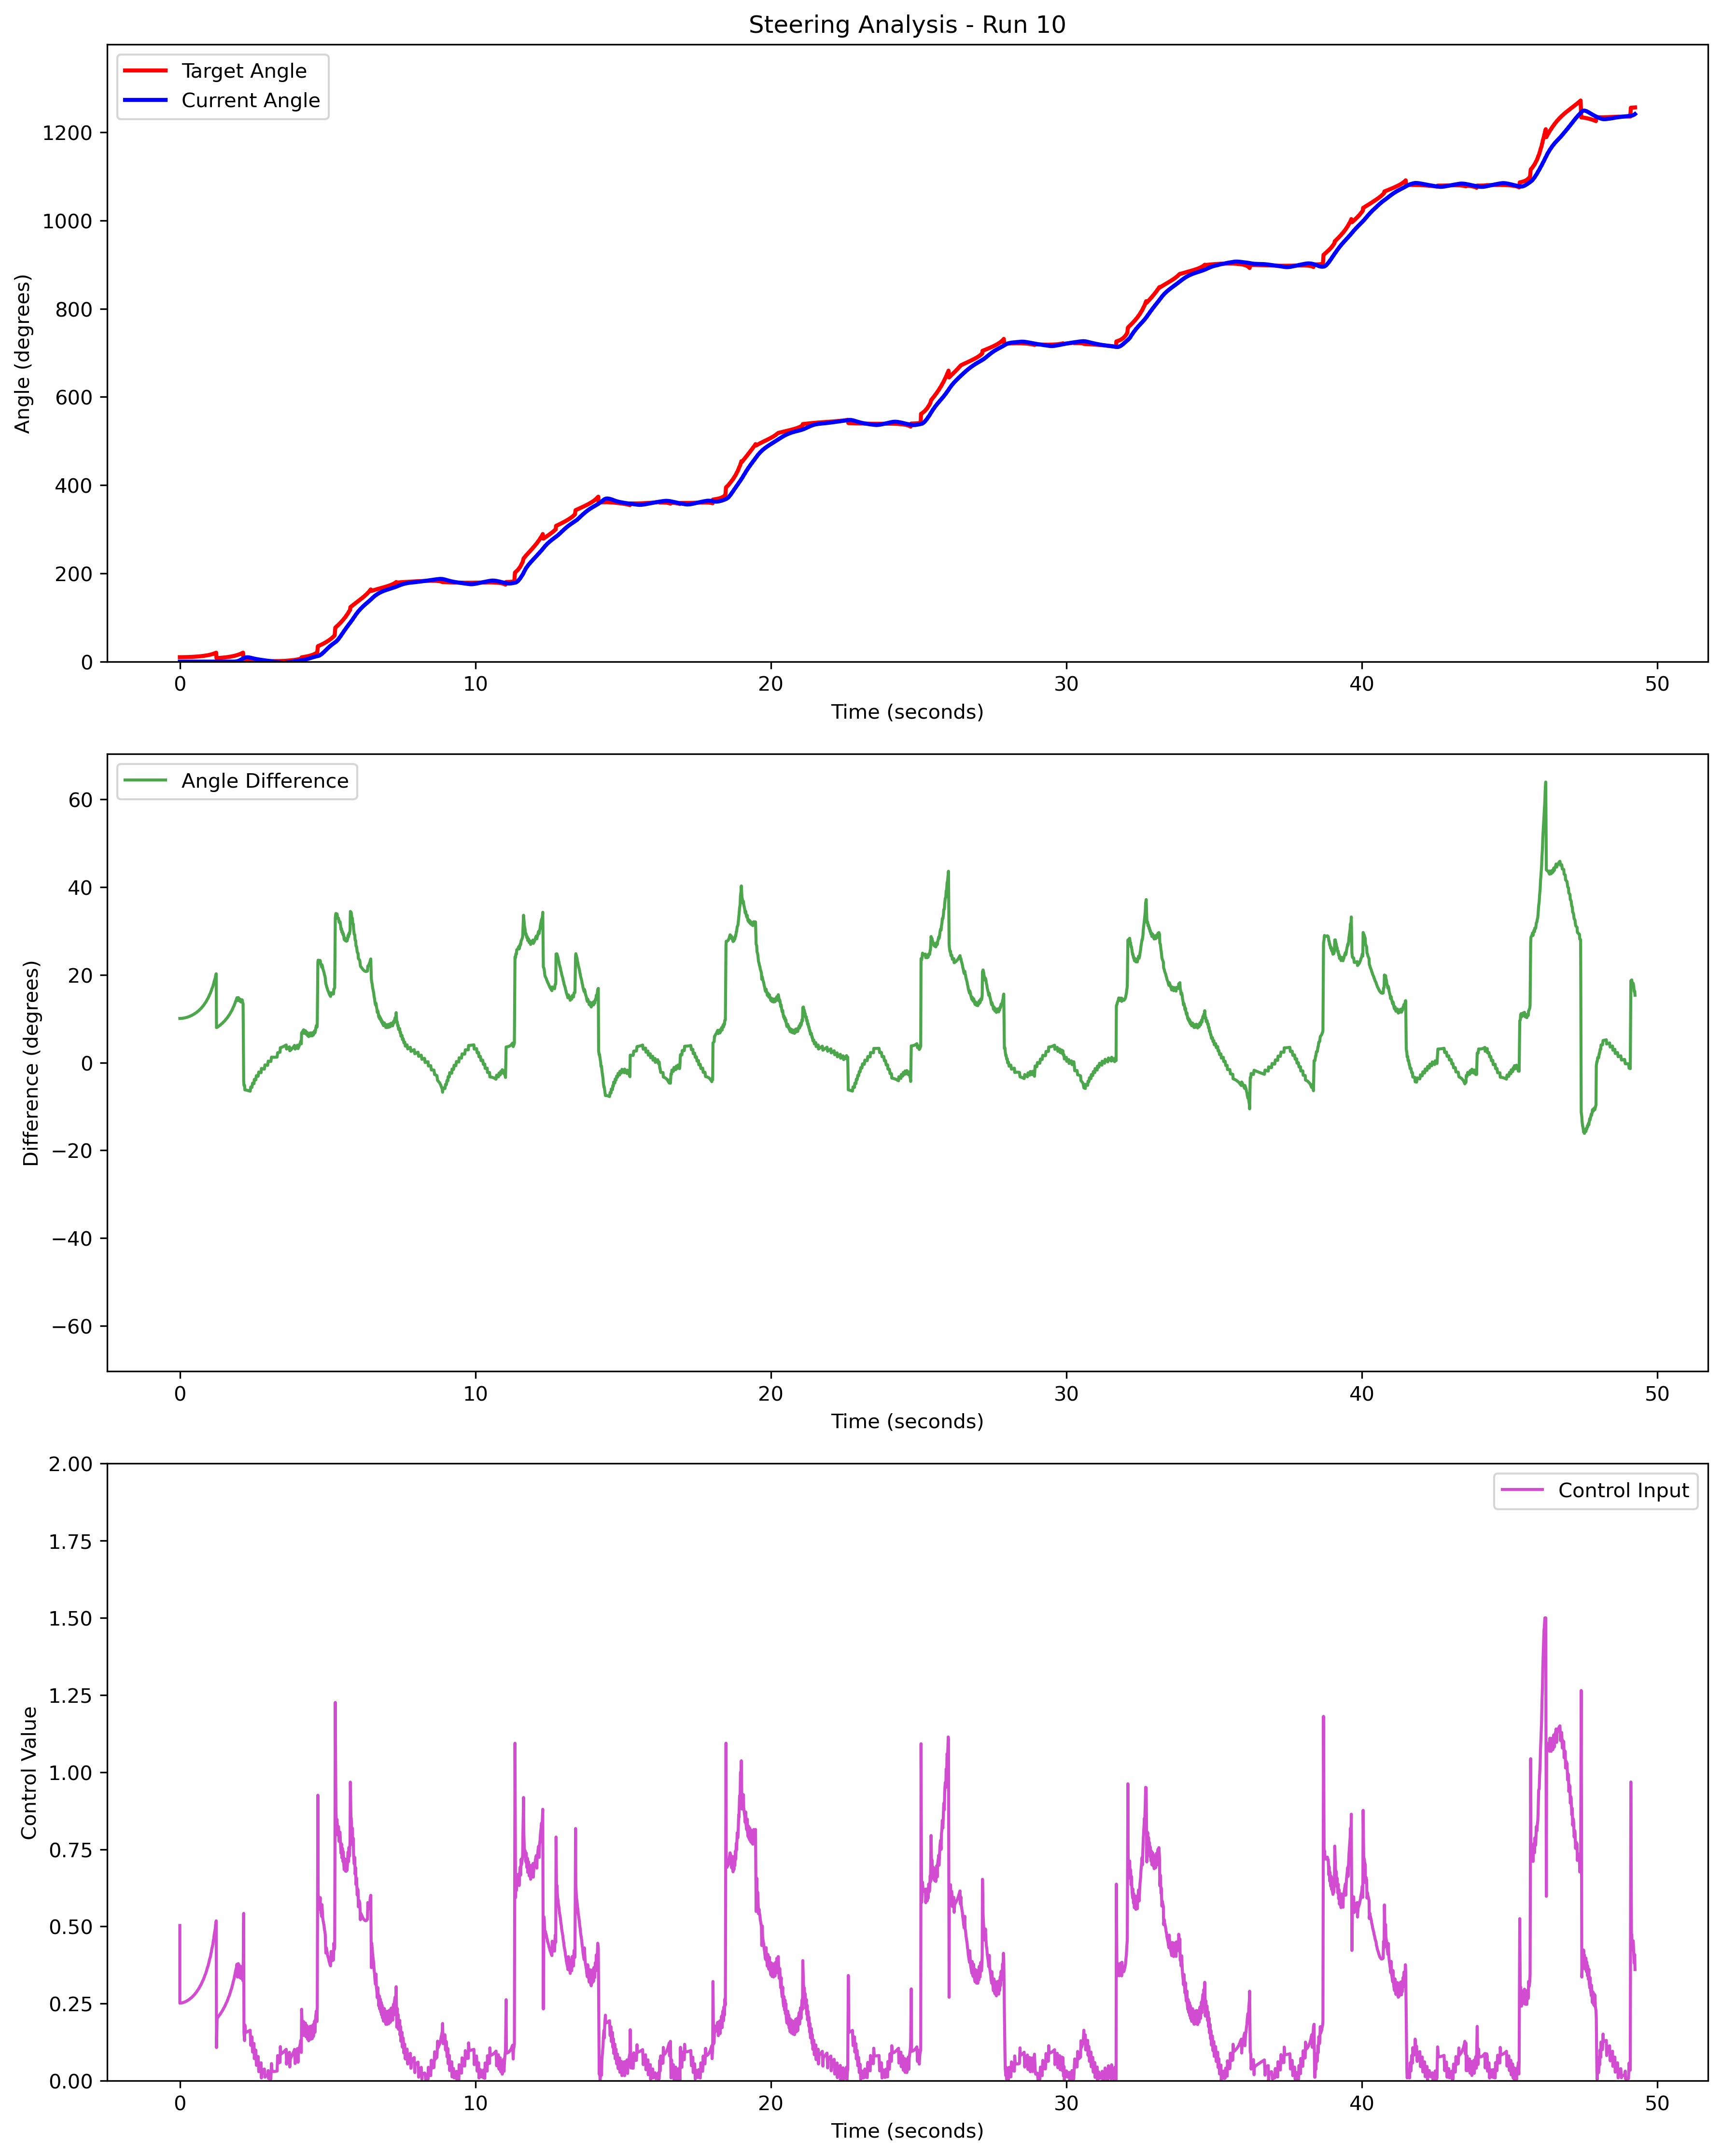 Steering Analysis - Run 10
Target Angle
Current Angle
Angle (degrees)
1200
1000
800
600
400
200
0
0 10 20 30 40 50
Time (seconds)
Angle Difference
Difference (degrees)
60
40
20
0
−20
−40
−60
0 10 20 30 40 50
Time (seconds)
Control Input
Control Value
2.00
1.75
1.50
1.25
1.00
0.75
0.50
0.25
0.00
0 10 20 30 40 50
Time (seconds)